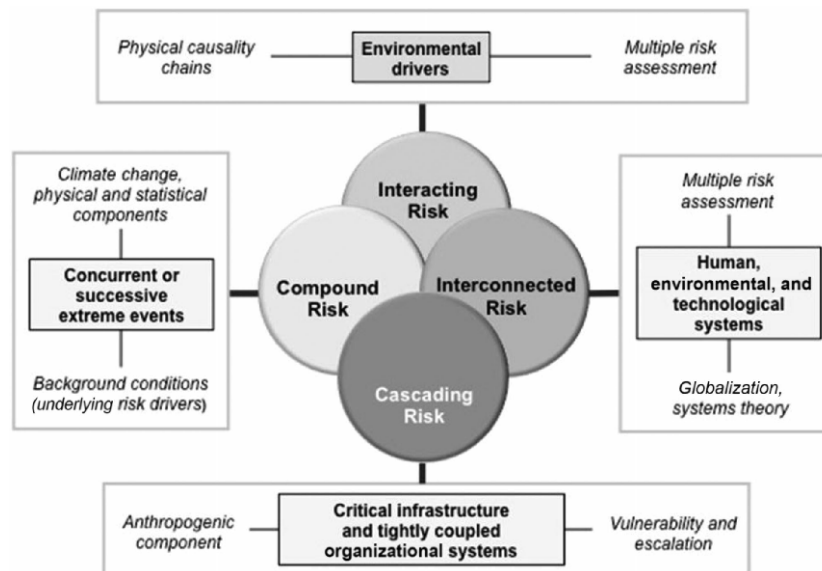 Physical causality
chains
Environmental
drivers
Multiple risk
assessment
Climate change,
physical and statistical
components
Concurrent or
successive
extreme events
Background conditions
(underlying risk drivers)
Interacting
Risk
Compound
Risk
Interconnected
Risk
Cascading
Risk
Multiple risk
assessment
Human,
environmental, and
technological
systems
Globalization,
systems theory
Anthropogenic
component
Critical infrastructure
and tightly coupled
organizational systems
Vulnerability and
escalation